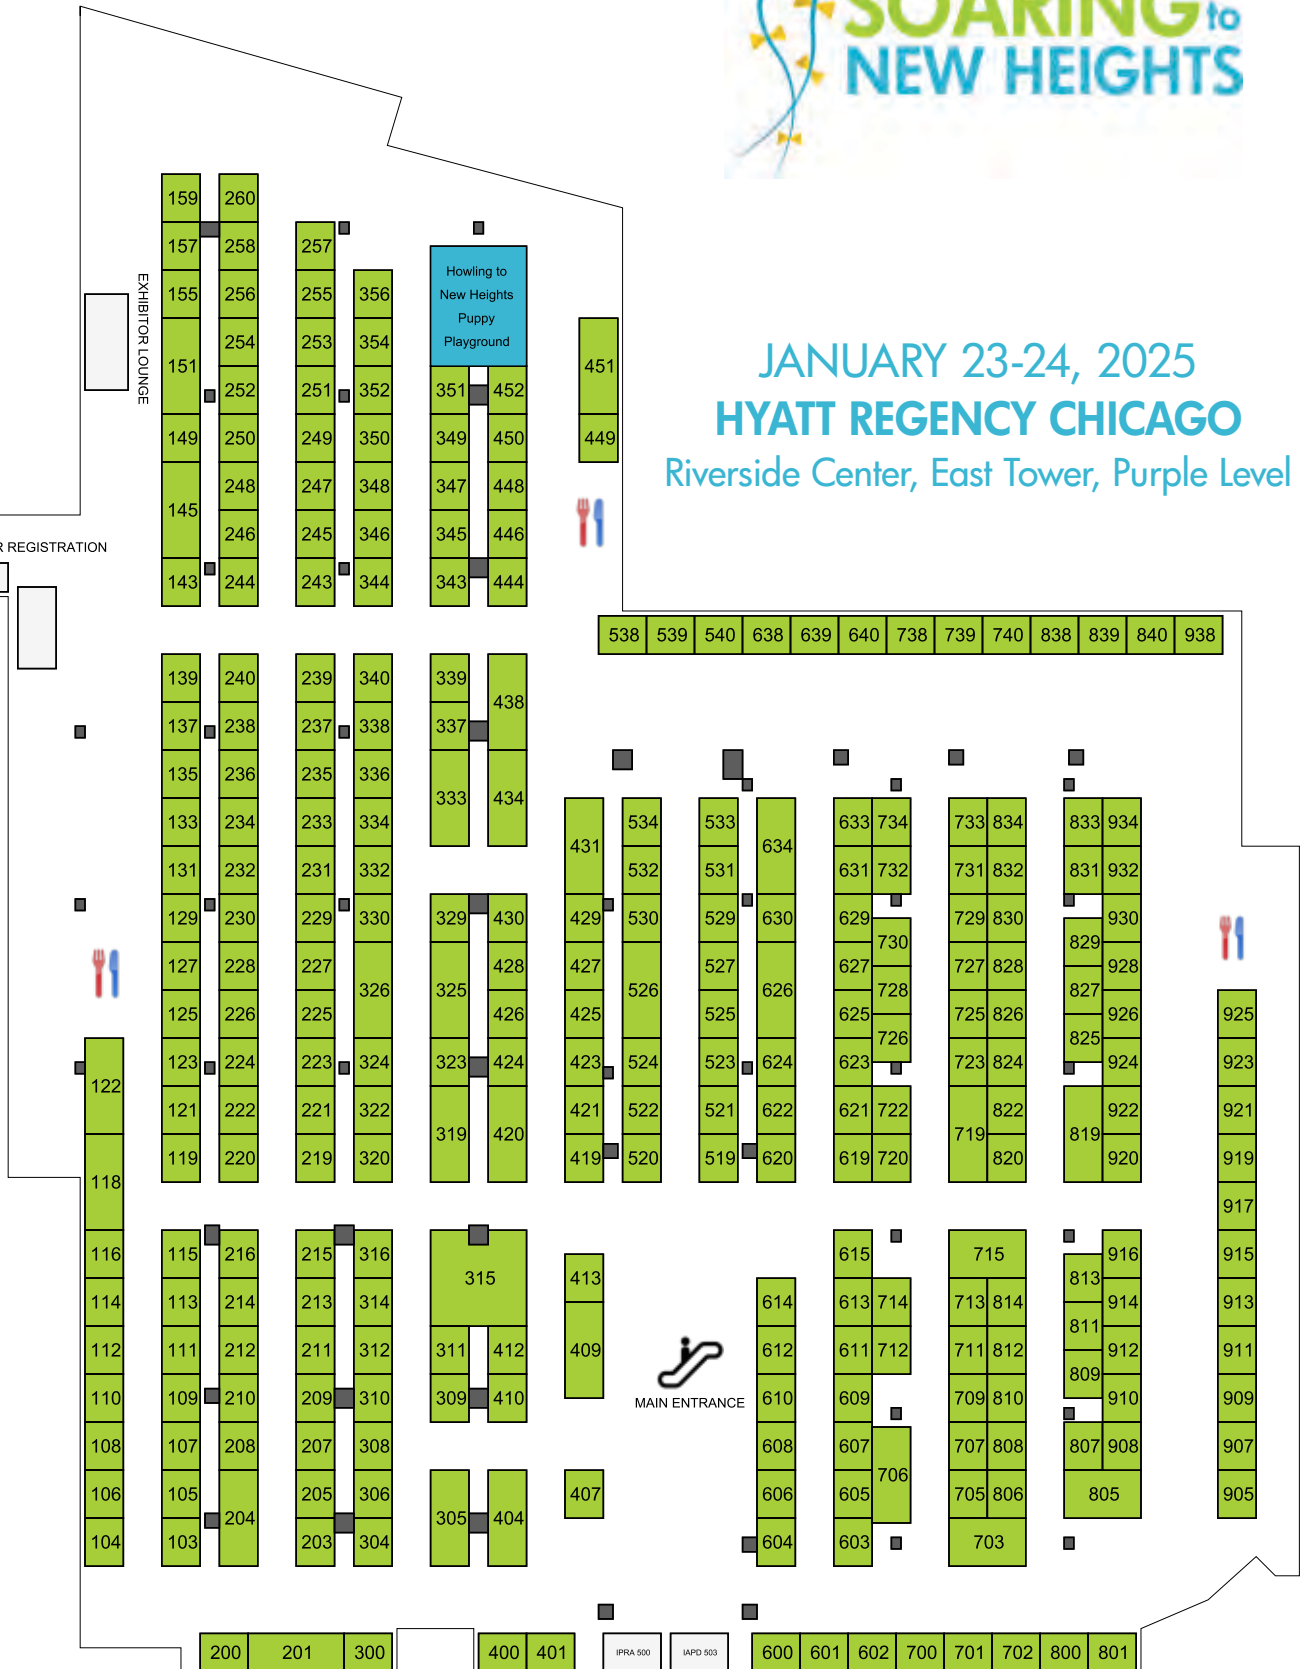 SOARING to
NEW HEIGHTS
JANUARY 23-24, 2025
HYATT REGENCY CHICAGO
Riverside Center, East Tower, Purple Level
EXHIBITOR LOUNGE
R REGISTRATION
Howling to
New Heights
Puppy
Playground
159 260
157 258 257
155 256 255 356
151 254 253 354 451
252 251 352 351 452
149 250 249 350 349 450 449
145 248 247 348 347 448
246 245 346 345 446
143 244 243 344 343 444
538 539 540 638 639 640 738 739 740 838 839 840 938
139 240 239 340 339 438
137 238 237 338 337
135 236 235 336 333 434
133 234 233 334 431 534 533 634 633 734 733 834 833 934
131 232 231 332 532 531 631 732 731 832 831 932
129 230 229 330 329 430 429 530 529 630 629 730 729 830 829 930
127 228 227 326 325 428 427 526 527 626 627 728 727 828 827 928
125 226 225 426 425 525 625 726 725 826 825 926 925
122 123 224 223 324 323 424 423 524 523 624 623 723 824 924 923
121 222 221 322 319 420 421 522 521 622 621 722 719 822 819 922 921
118 119 220 219 320 419 520 519 620 619 720 820 920 919
917
116 115 216 215 316 315 413 615 715 813 916 915
114 113 214 213 314 614 613 714 713 814 811 914 913
112 111 212 211 312 311 412 409 612 611 712 711 812 809 912 911
110 109 210 209 310 309 410 610 609 709 810 910 909
MAIN ENTRANCE
108 107 208 207 308 608 607 706 707 808 807 908 907
106 105 204 205 306 305 404 407 606 605 705 806 805 905
104 103 203 304 604 603 703
200 201 300 400 401 IPRA 500 IAPD 503 600 601 602 700 701 702 800 801